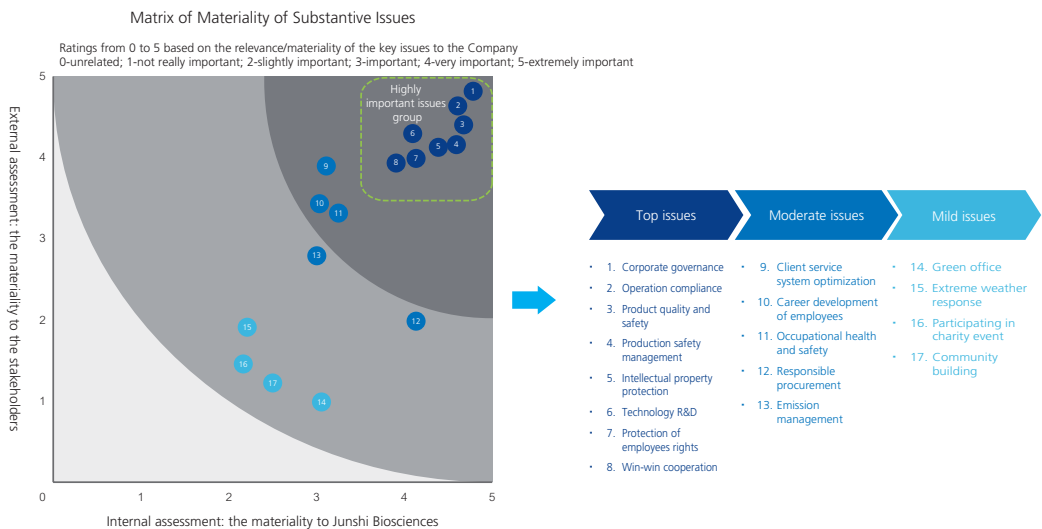 Matrix of Materiality of Substantive Issues
Ratings from 0 to 5 based on the relevance/materiality of the key issues to the Company
0-unrelated; 1-not really important; 2-slightly important; 3-important; 4-very important; 5-extremely important
External assessment: the materiality to the stakeholders
5
4
3
2
1
0
1
2
3
4
5
Internal assessment: the materiality to Junshi Biosciences
Highly
important issues
group
1
2
3
4
5
6
7
8
9
10
11
13
12
15
16
17
14
Top issues
• 1. Corporate governance
• 2. Operation compliance
• 3. Product quality and
safety
• 4. Production safety
management
• 5. Intellectual property
protection
• 6. Technology R&D
• 7. Protection of
employees rights
• 8. Win-win cooperation
Moderate issues
• 9. Client service
system optimization
• 10. Career development
of employees
• 11. Occupational health
and safety
• 12. Responsible
procurement
• 13. Emission
management
Mild issues
• 14. Green office
• 15. Extreme weather
response
• 16. Participating in
charity event
• 17. Community
building